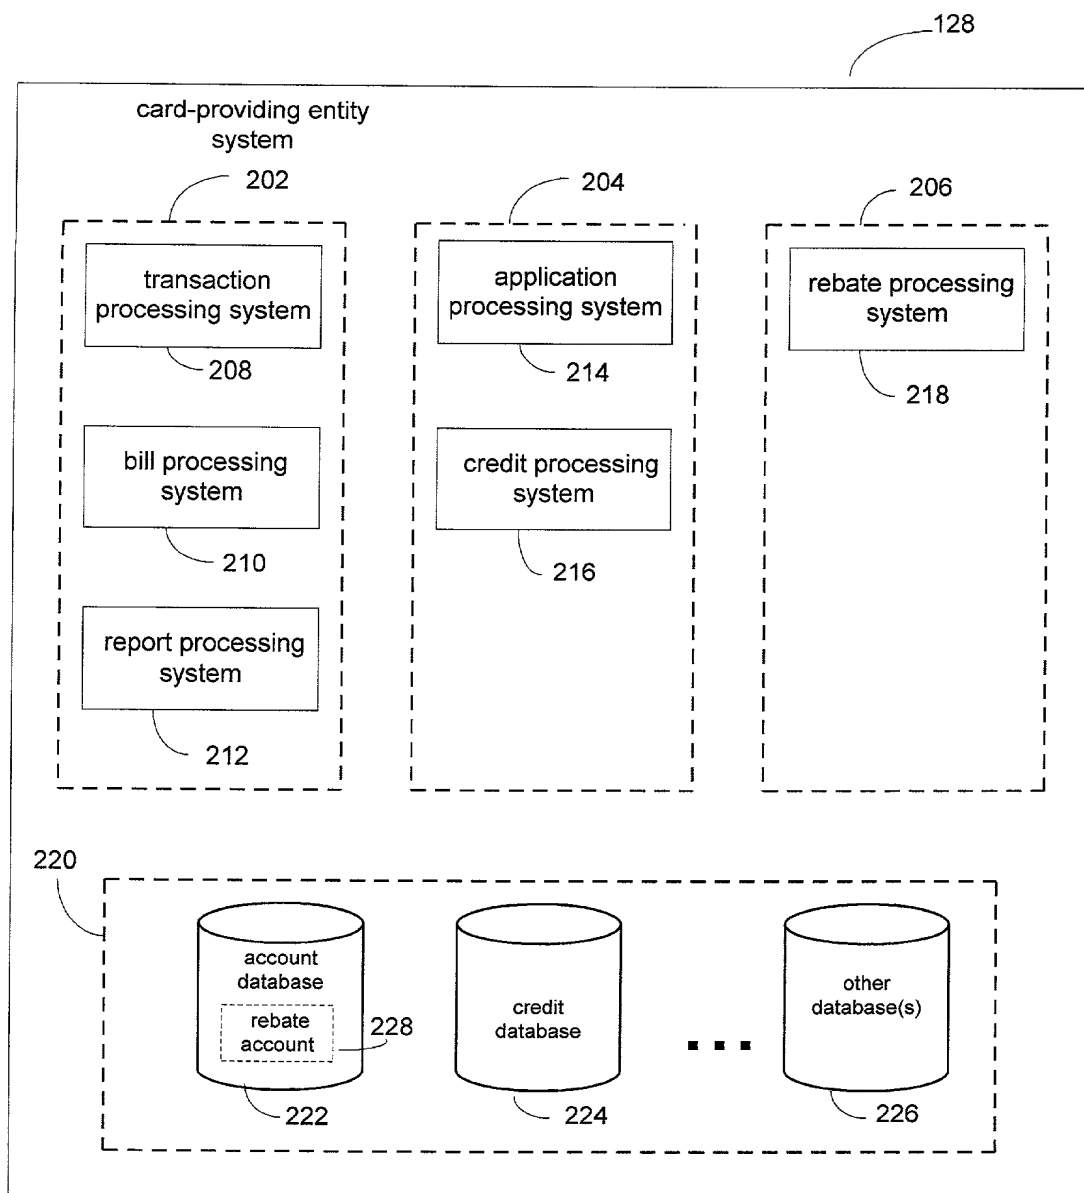 128
card-providing entity
system
202
204
206
transaction
processing system
208
application
processing system
214
rebate processing
system
218
bill processing
system
210
credit processing
system
216
report processing
system
212
220
account
database
rebate
account
228
222
credit
database
224
other
database(s)
226